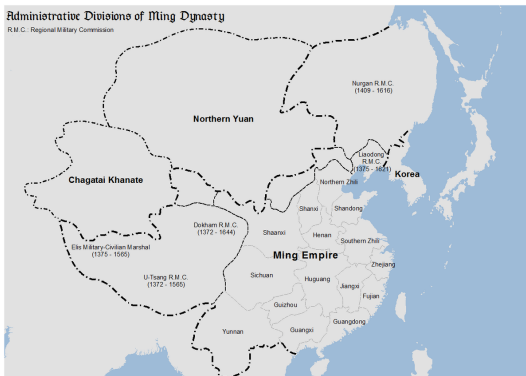 Administrative Divisions of Ming Dynasty
R.M.C.: Regional Military Commission
Nurgan R.M.C.
(1409 - 1616)
Northern Yuan
Liaodong
R.M.C.
(1375 - 1621)
Chagatai Khanate
Korea
Northern Zhili
Shanxi
Shandong
Dokham R.M.C.
(1372 - 1644)
Shaanxi
Henan
Southern Zhili
Elis Military-Civilian Marshal
(1375 - 1565)
Ming Empire
Zhejiang
U-Tsang R.M.C.
(1372 - 1565)
Sichuan
Huguang
Jiangxi
Fujian
Guizhou
Guangdong
Yunnan
Guangxi